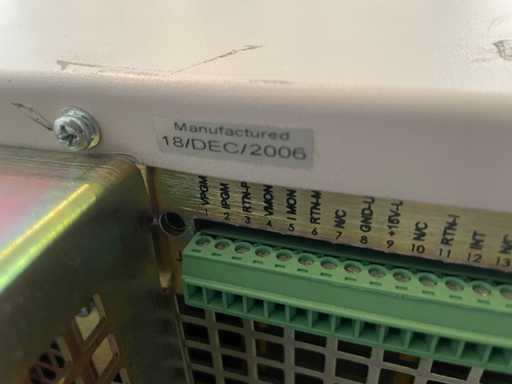 Manufactured
18/DEC/2006
VPGM IPGM RTN-P VMON I MON RTN-M N/C GND-U +15V-U N/C RTN-I INT
1 2 3 4 5 6 7 8 9 10 11 12 13